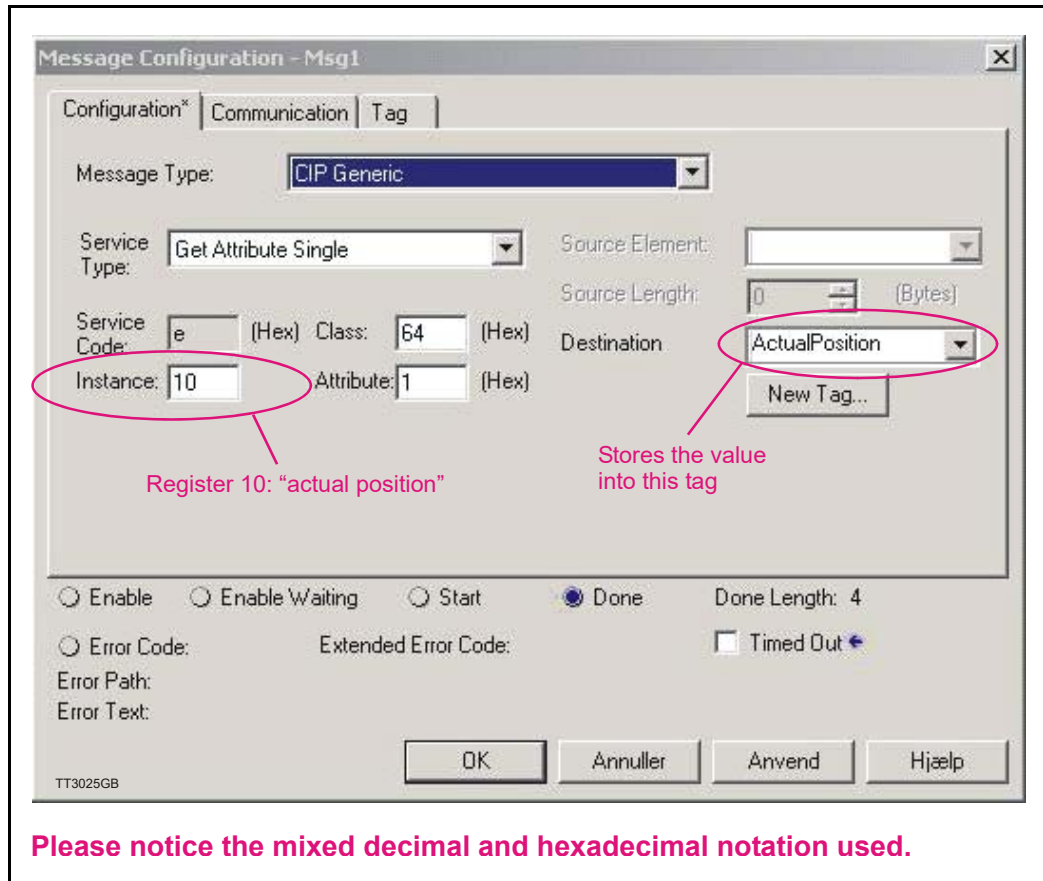 Message Configuration - Msg1
Configuration* Communication Tag
Message Type: CIP Generic
Service Type: Get Attribute Single
Source Element:
Source Length: 0 (Bytes)
Service Code: e (Hex) Class: 64 (Hex)
Destination ActualPosition
Instance: 10 Attribute: 1 (Hex)
New Tag...
Register 10: “actual position”
Stores the value
into this tag
Enable Enable Waiting Start Done Done Length: 4
Error Code: Extended Error Code: Timed Out
Error Path:
Error Text:
OK Annuller Anvend Hjælp
TT3025GB
Please notice the mixed decimal and hexadecimal notation used.